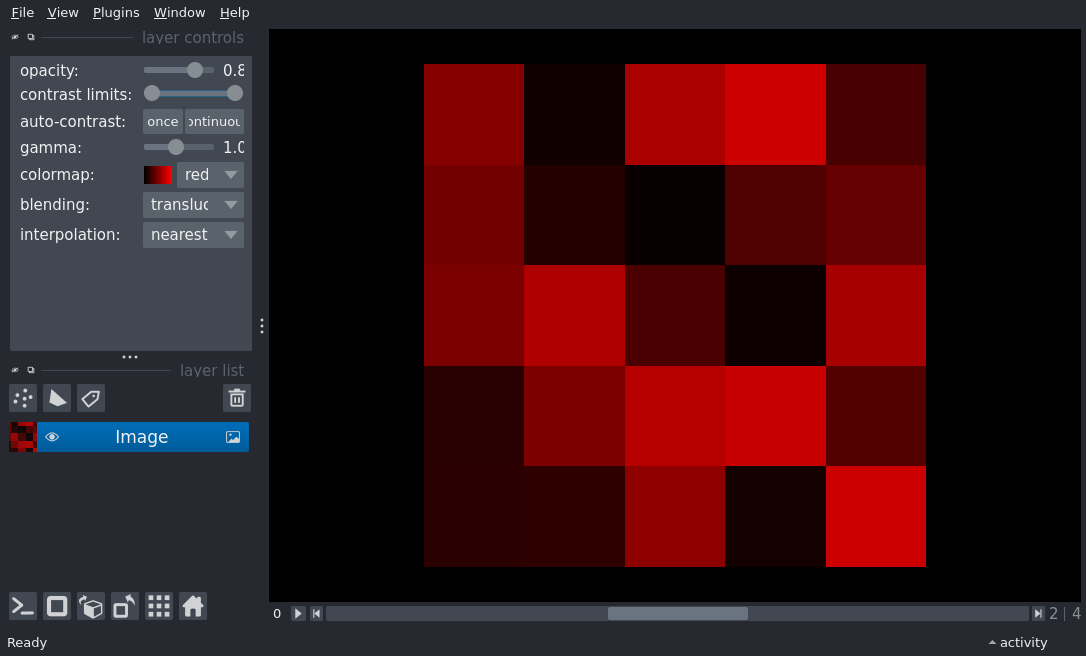 File View Plugins Window Help
layer controls
opacity: 0.8
contrast limits:
auto-contrast: once ontinuou
gamma: 1.0
colormap: red
blending: transluc
interpolation: nearest
layer list
Image
0 2 | 4
Ready activity